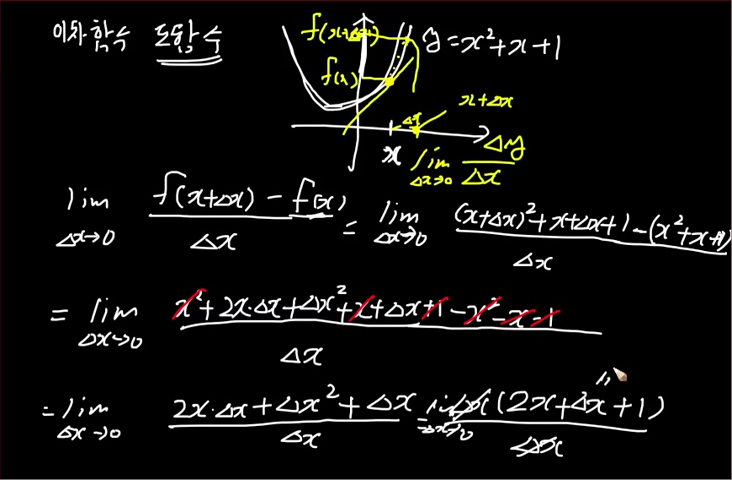 이차함수 도함수
f(x+Δx)
y=x²+x+1
f(x)
x+Δx
Δx
x
lim Δx→0 Δy/Δx
lim Δx→0 (f(x+Δx) - f(x))/Δx = lim Δx→0 ((x+Δx)²+x+Δx+1-(x²+x+1))/Δx
= lim Δx→0 (x²+2x·Δx+Δx²+x+Δx+1-x²-x-1)/Δx
= lim Δx→0 (2x·Δx+Δx²+Δx)/Δx = lim Δx→0 Δx(2x+Δx+1)/Δx